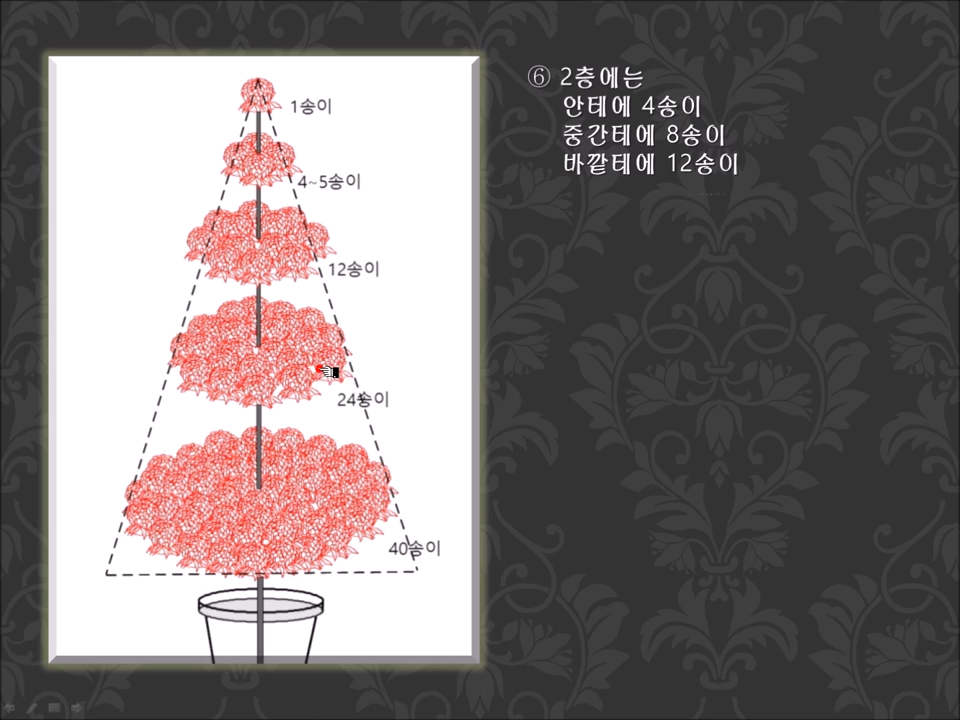 1송이
4~5송이
12송이
24송이
40송이
⑥ 2층에는
안테에 4송이
중간테에 8송이
바깥테에 12송이